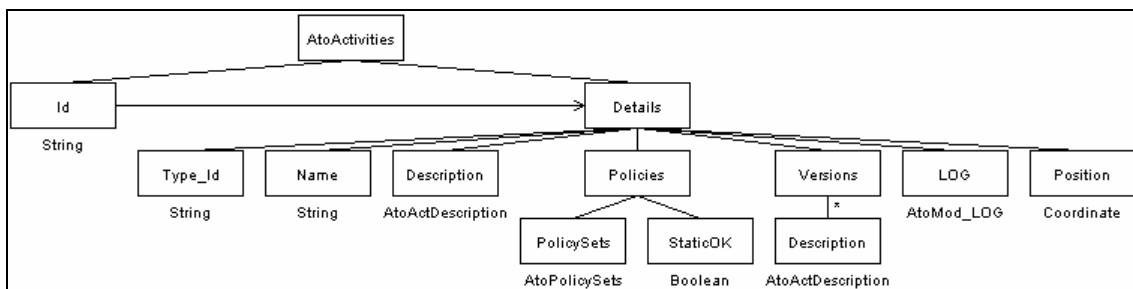 AtoActivities
Id
Details
String
Type_Id
Name
Description
Policies
Versions
LOG
Position
String
String
AtoActDescription
*
AtoMod_LOG
Coordinate
PolicySets
StaticOK
Description
AtoPolicySets
Boolean
AtoActDescription